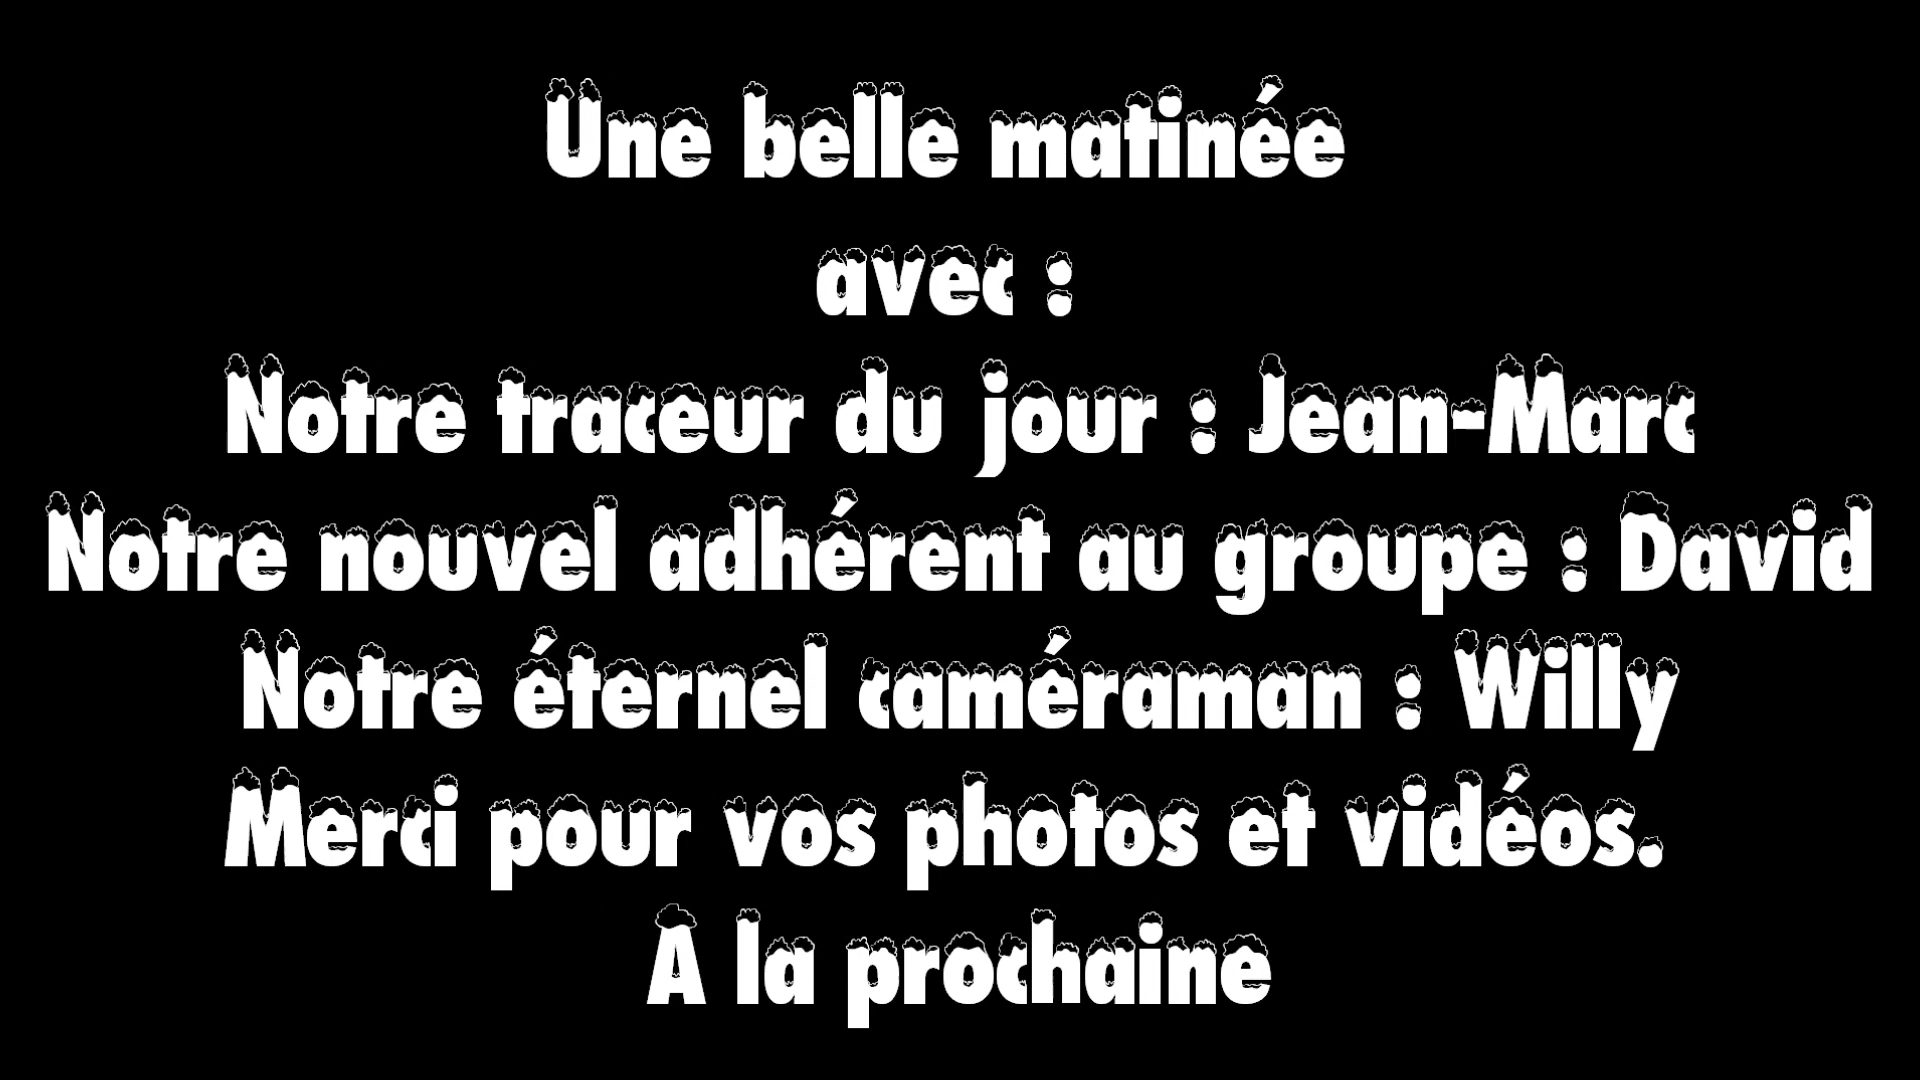 Une belle matinée
avec :
Notre traceur du jour : Jean-Marc
Notre nouvel adhérent au groupe : David
Notre éternel caméraman : Willy
Merci pour vos photos et vidéos.
A la prochaine